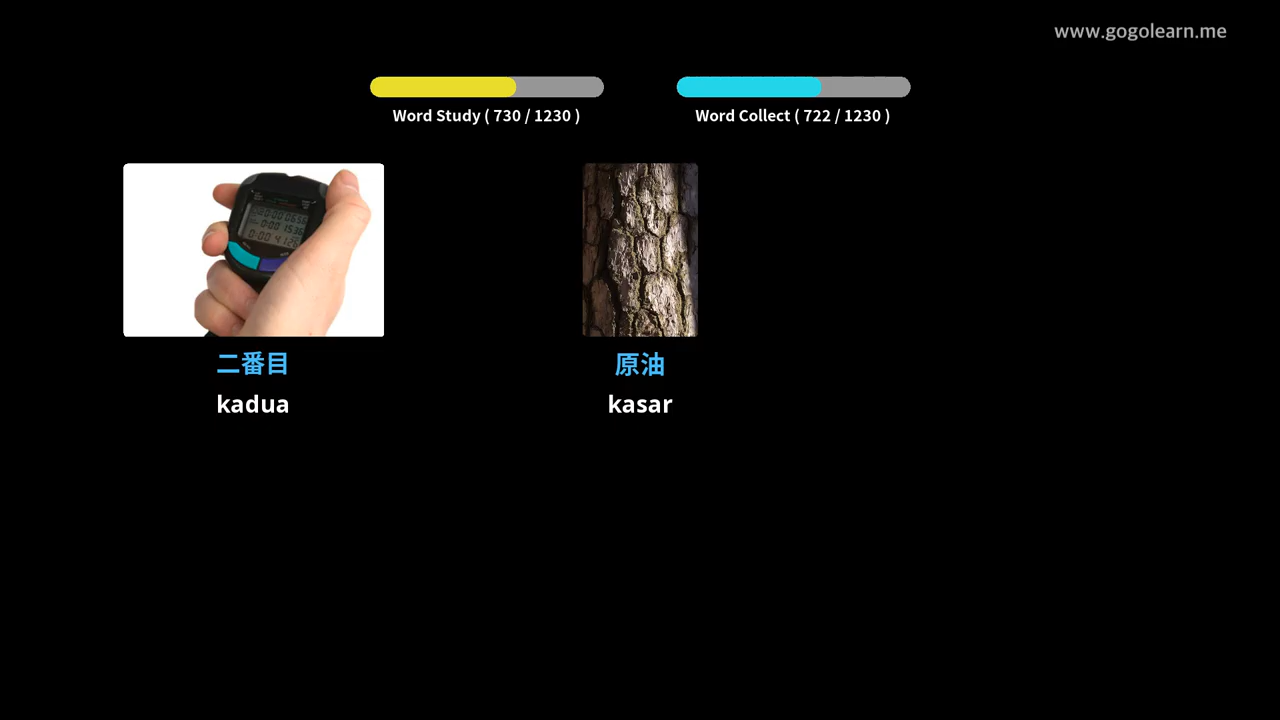 www.gogolearn.me
Word Study ( 730 / 1230 )
Word Collect ( 722 / 1230 )
二番目
kadua
原油
kasar